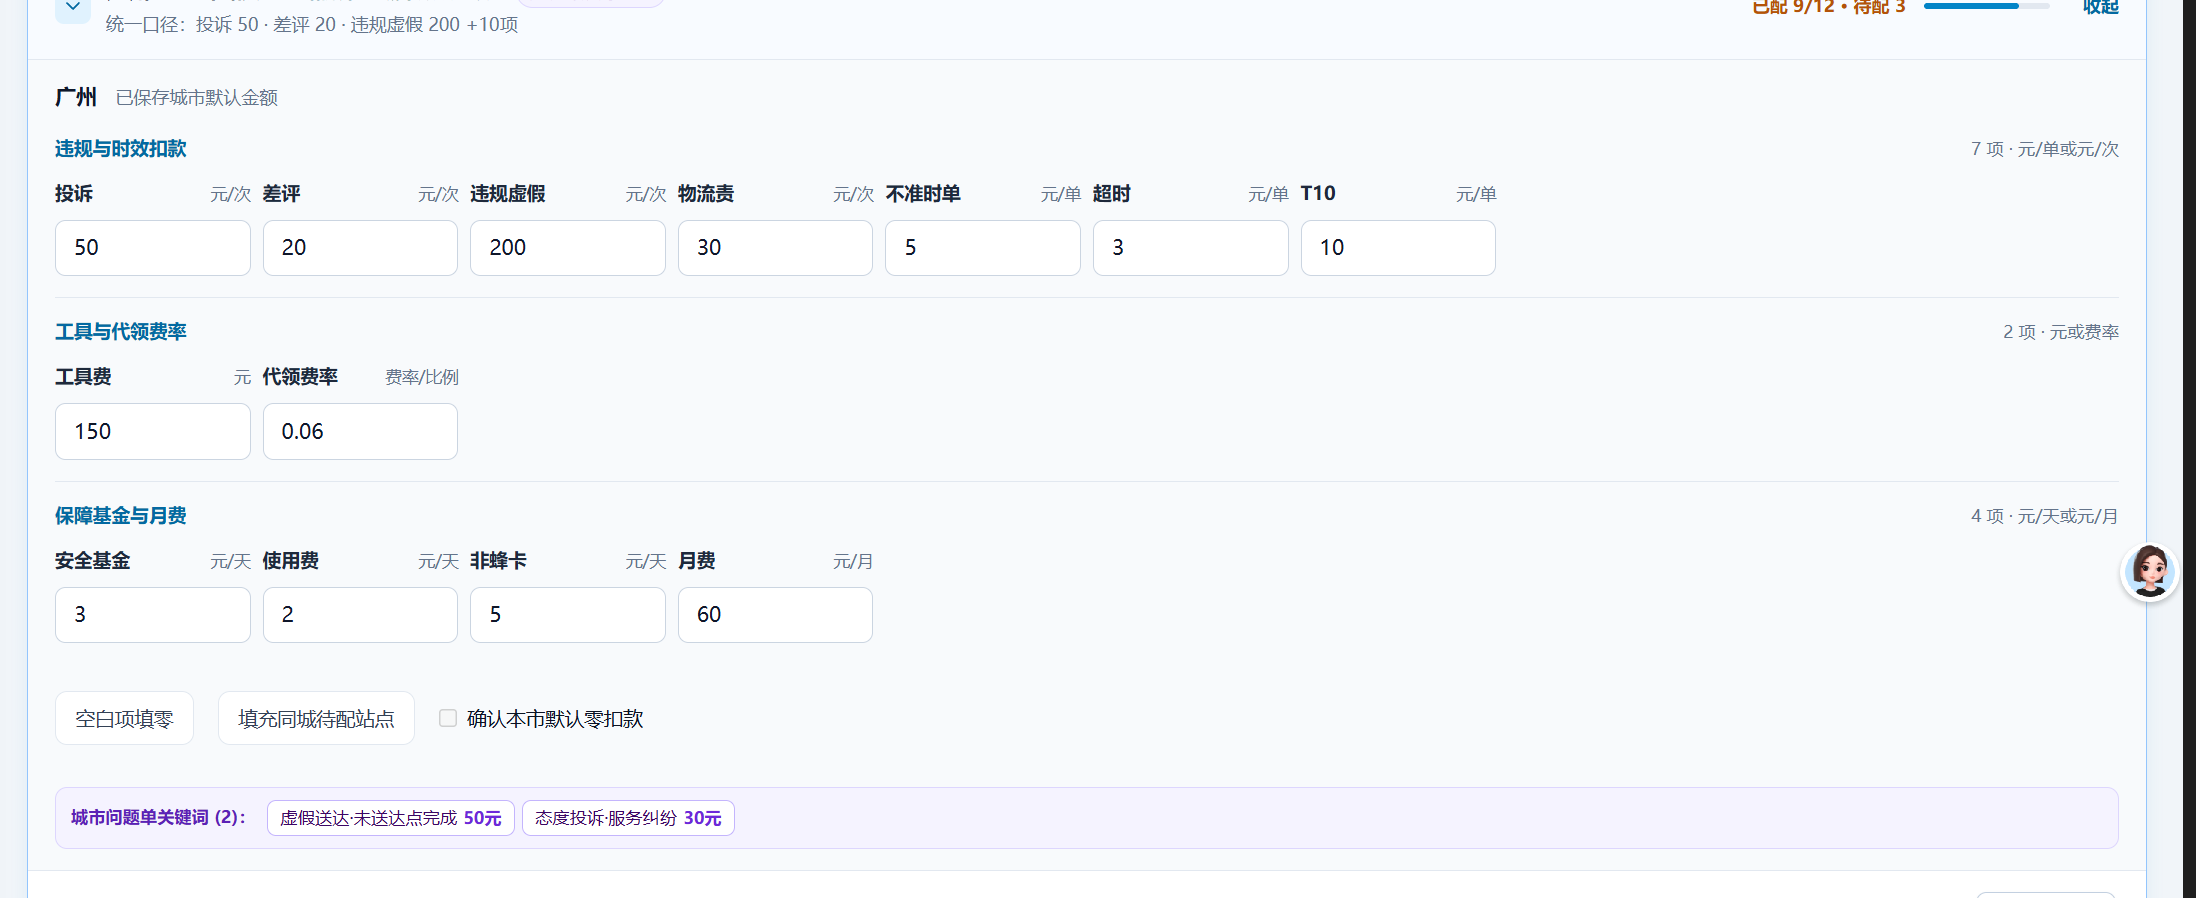 已配 9/12 • 待配 3 收起
统一口径：投诉 50 · 差评 20 · 违规虚假 200 +10项
广州 已保存城市默认金额
违规与时效扣款 7 项 · 元/单或元/次
投诉 元/次 差评 元/次 违规虚假 元/次 物流责 元/次 不准时单 元/单 超时 元/单 T10 元/单
50 20 200 30 5 3 10
工具与代领费率 2 项 · 元或费率
工具费 元 代领费率 费率/比例
150 0.06
保障基金与月费 4 项 · 元/天或元/月
安全基金 元/天 使用费 元/天 非蜂卡 元/天 月费 元/月
3 2 5 60
空白项填零 填充同城待配站点 确认本市默认零扣款
城市问题单关键词 (2)： 虚假送达·未送达点完成 50元 态度投诉·服务纠纷 30元